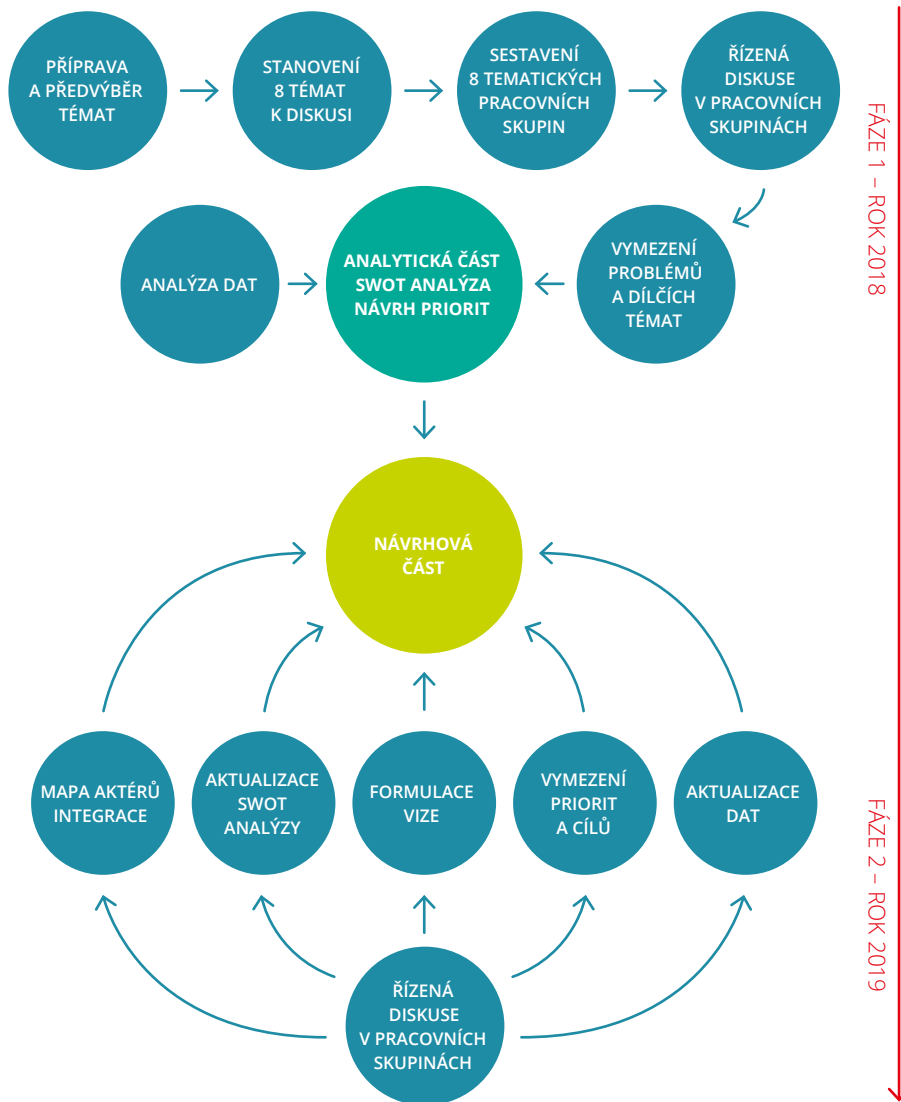 PŘÍPRAVA
A PŘEDVÝBĚR
TÉMAT
STANOVENÍ
8 TÉMAT
K DISKUSI
SESTAVENÍ
8 TEMATICKÝCH
PRACOVNÍCH
SKUPIN
ŘÍZENÁ
DISKUSE
V PRACOVNÍCH
SKUPINÁCH
FÁZE 1 – ROK 2018
ANALÝZA DAT
ANALYTICKÁ ČÁST
SWOT ANALÝZA
NÁVRH PRIORIT
VYMEZENÍ
PROBLÉMŮ
A DÍLČÍCH
TÉMAT
NÁVRHOVÁ
ČÁST
MAPA AKTÉRŮ
INTEGRACE
AKTUALIZACE
SWOT
ANALÝZY
FORMULACE
VIZE
VYMEZENÍ
PRIORIT
A CÍLŮ
AKTUALIZACE
DAT
FÁZE 2 – ROK 2019
ŘÍZENÁ
DISKUSE
V PRACOVNÍCH
SKUPINÁCH